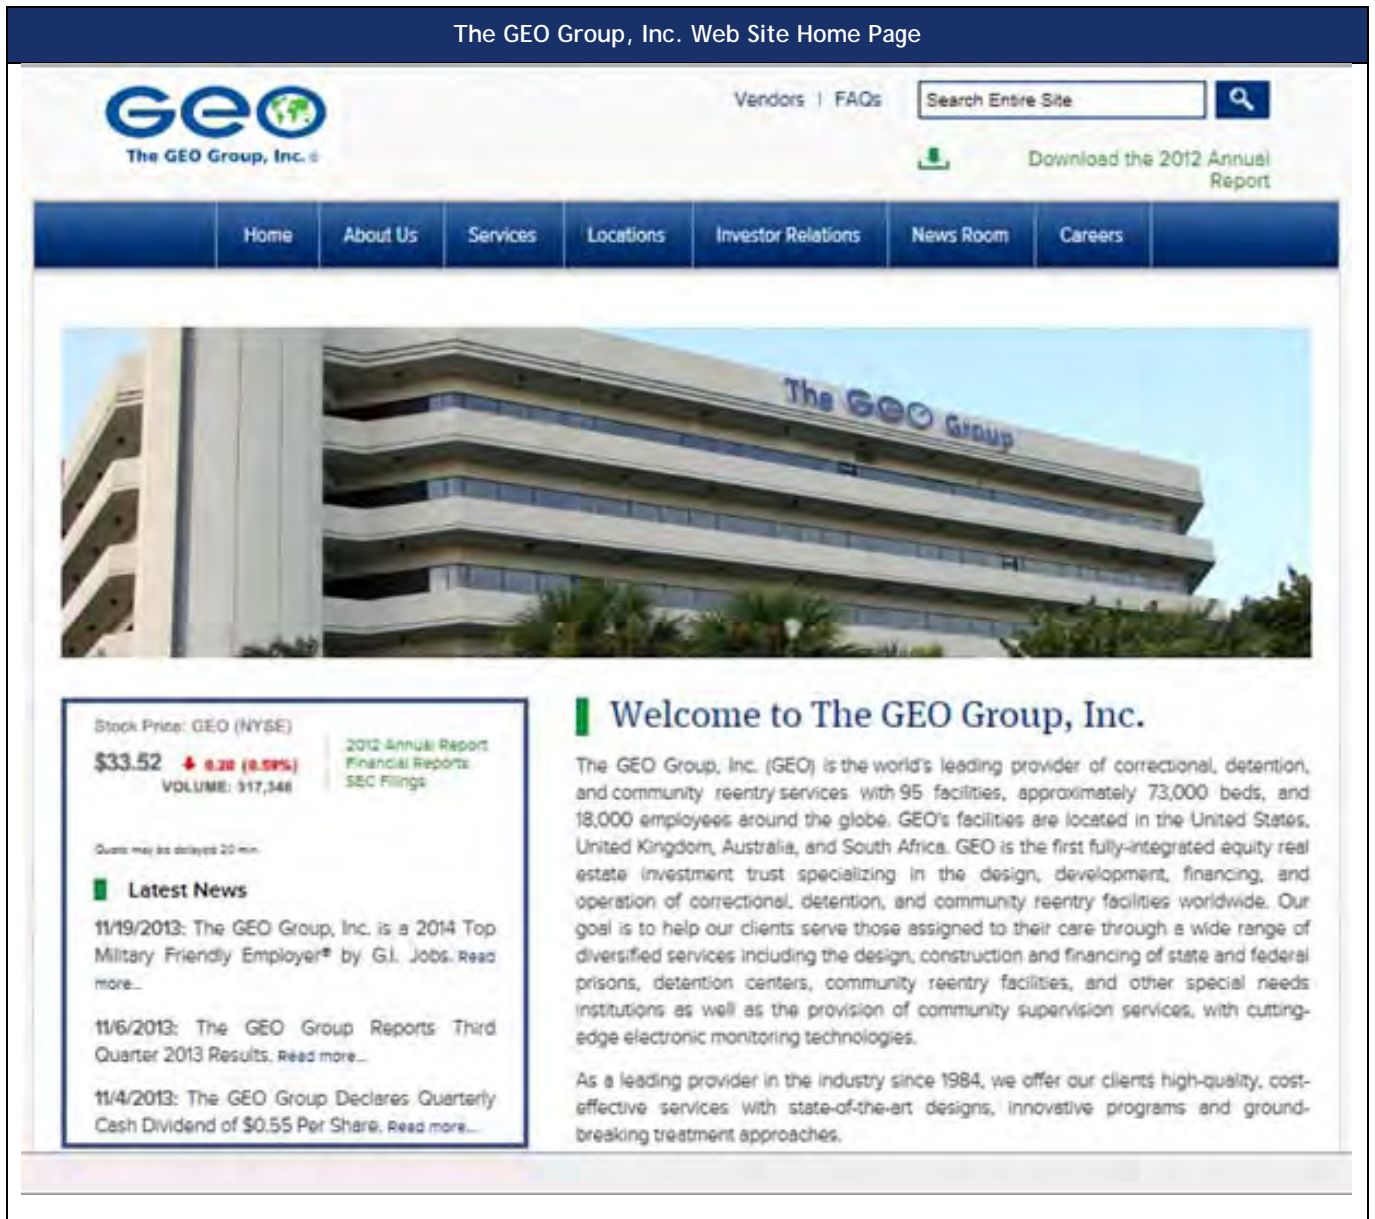 The GEO Group, Inc. Web Site Home Page
GEO
The GEO Group, Inc.®
Vendors | FAQs
Search Entire Site
Download the 2012 Annual
Report
Home
About Us
Services
Locations
Investor Relations
News Room
Careers
The GEO Group
Stock Price: GEO (NYSE)
$33.52 0.20 (0.59%)
VOLUME: 317,346
2012 Annual Report
Financial Reports
SEC Filings
Quote may be delayed 20 min
Latest News
11/19/2013: The GEO Group, Inc. is a 2014 Top
Military Friendly Employer® by G.I. Jobs. Read
more...
11/6/2013: The GEO Group Reports Third
Quarter 2013 Results. Read more...
11/4/2013: The GEO Group Declares Quarterly
Cash Dividend of $0.55 Per Share. Read more...
Welcome to The GEO Group, Inc.
The GEO Group, Inc. (GEO) is the world's leading provider of correctional, detention,
and community reentry services with 95 facilities, approximately 73,000 beds, and
18,000 employees around the globe. GEO's facilities are located in the United States,
United Kingdom, Australia, and South Africa. GEO is the first fully-integrated equity real
estate investment trust specializing in the design, development, financing, and
operation of correctional, detention, and community reentry facilities worldwide. Our
goal is to help our clients serve those assigned to their care through a wide range of
diversified services including the design, construction and financing of state and federal
prisons, detention centers, community reentry facilities, and other special needs
institutions as well as the provision of community supervision services, with cutting-
edge electronic monitoring technologies.
As a leading provider in the industry since 1984, we offer our clients high-quality, cost-
effective services with state-of-the-art designs, innovative programs and ground-
breaking treatment approaches.